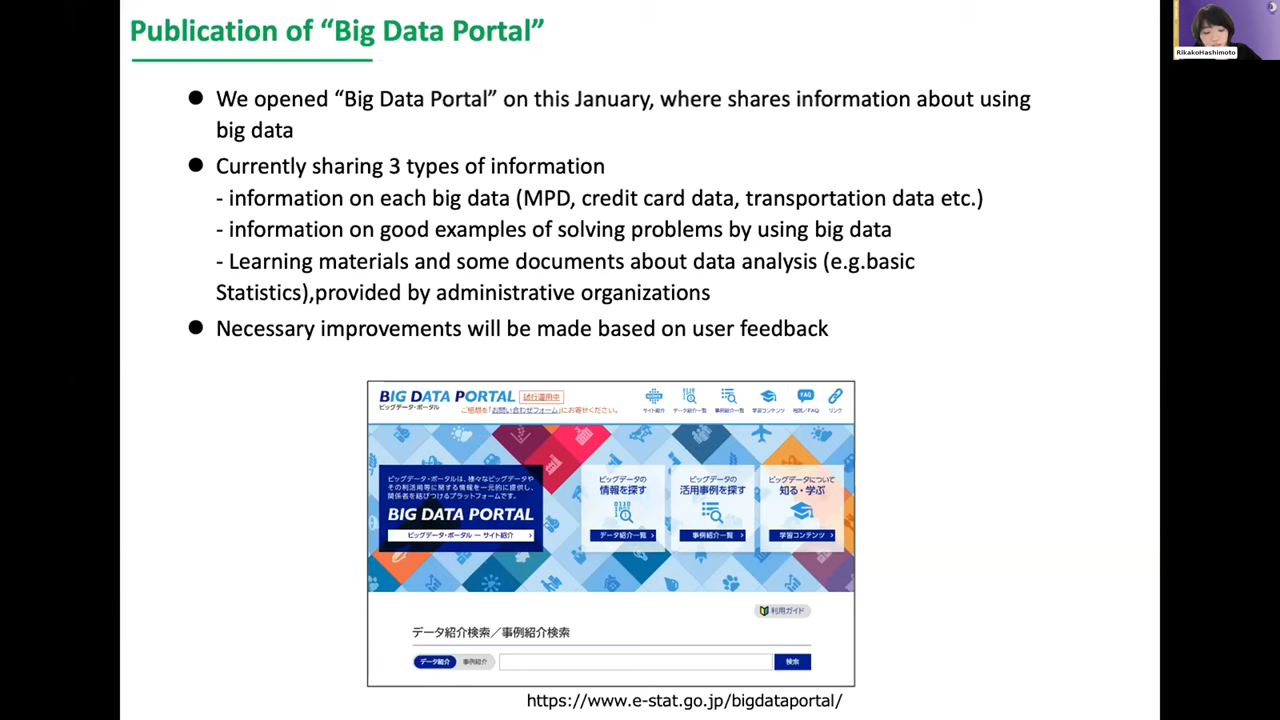 Publication of “Big Data Portal”
RikakoHashimoto
● We opened “Big Data Portal” on this January, where shares information about using
big data
● Currently sharing 3 types of information
- information on each big data (MPD, credit card data, transportation data etc.)
- information on good examples of solving problems by using big data
- Learning materials and some documents about data analysis (e.g.basic
Statistics),provided by administrative organizations
● Necessary improvements will be made based on user feedback
BIG DATA PORTAL 試行運用中
ビッグデータ・ポータル ご感想を「お問い合わせフォーム」にお寄せください。
サイト紹介 データ紹介一覧 事例紹介一覧 学習コンテンツ 用語/FAQ リンク
ビッグデータ・ポータルは、様々なビッグデータや
その利活用等に関する情報を一元的に提供し、
関係者を結びつけるプラットフォームです。
BIG DATA PORTAL
ビッグデータ・ポータル ー サイト紹介
ビッグデータの
情報を探す
データ紹介一覧
ビッグデータの
活用事例を探す
事例紹介一覧
ビッグデータについて
知る・学ぶ
学習コンテンツ
利用ガイド
データ紹介検索／事例紹介検索
データ紹介 事例紹介 検索
https://www.e-stat.go.jp/bigdataportal/